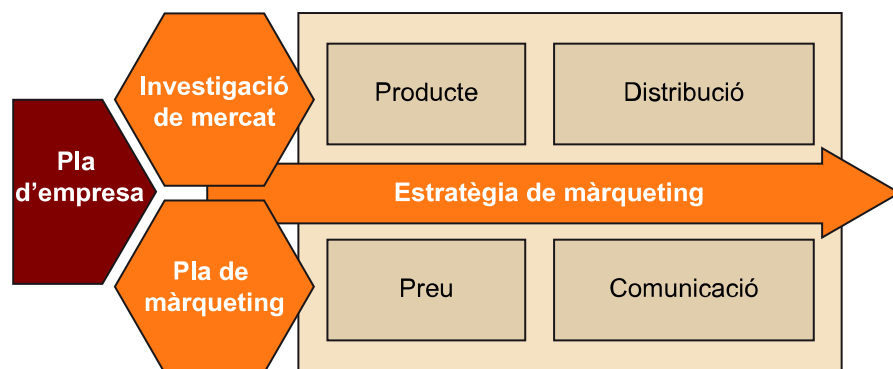 Investigació
de mercat
Producte
Distribució
Pla
d'empresa
Estratègia de màrqueting
Pla de
màrqueting
Preu
Comunicació